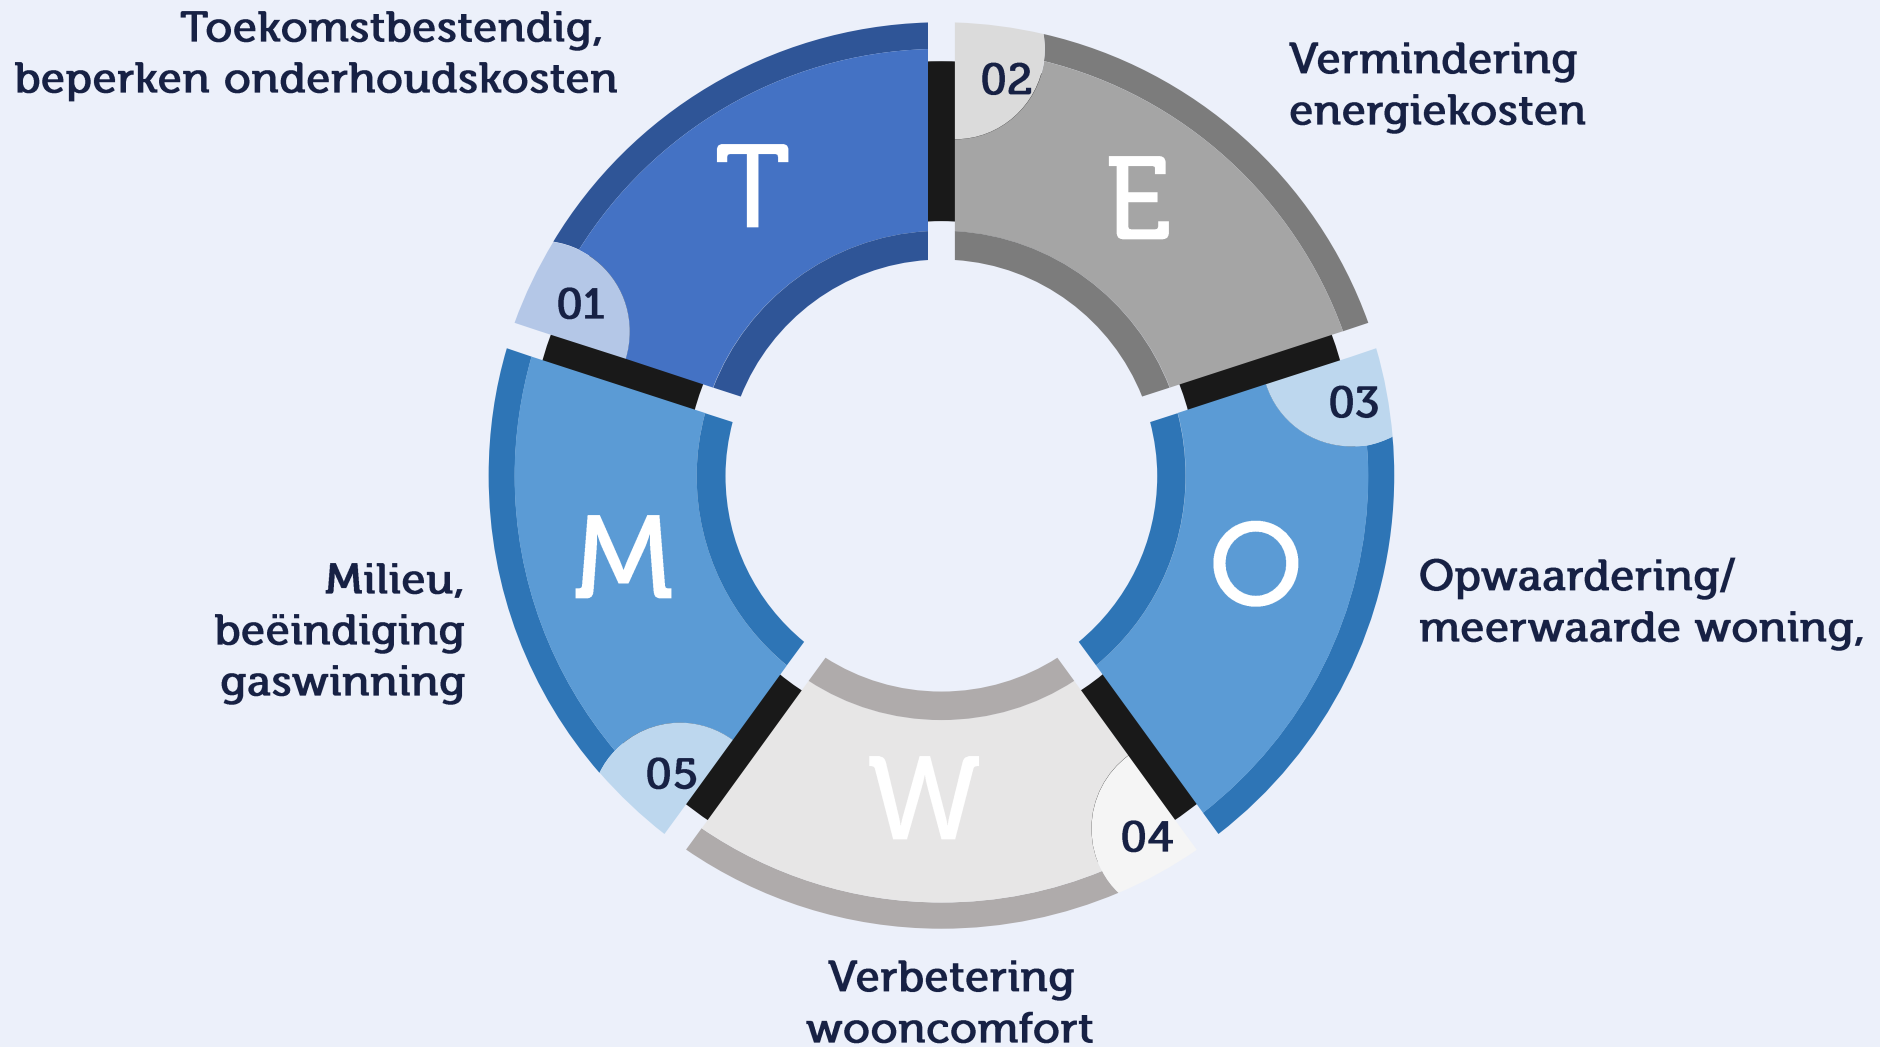 Toekomstbestendig,
beperken onderhoudskosten
T
01
02
E
Vermindering
energiekosten
03
O
Opwaardering/
meerwaarde woning,
04
W
Verbetering
wooncomfort
05
M
Milieu,
beëindiging
gaswinning